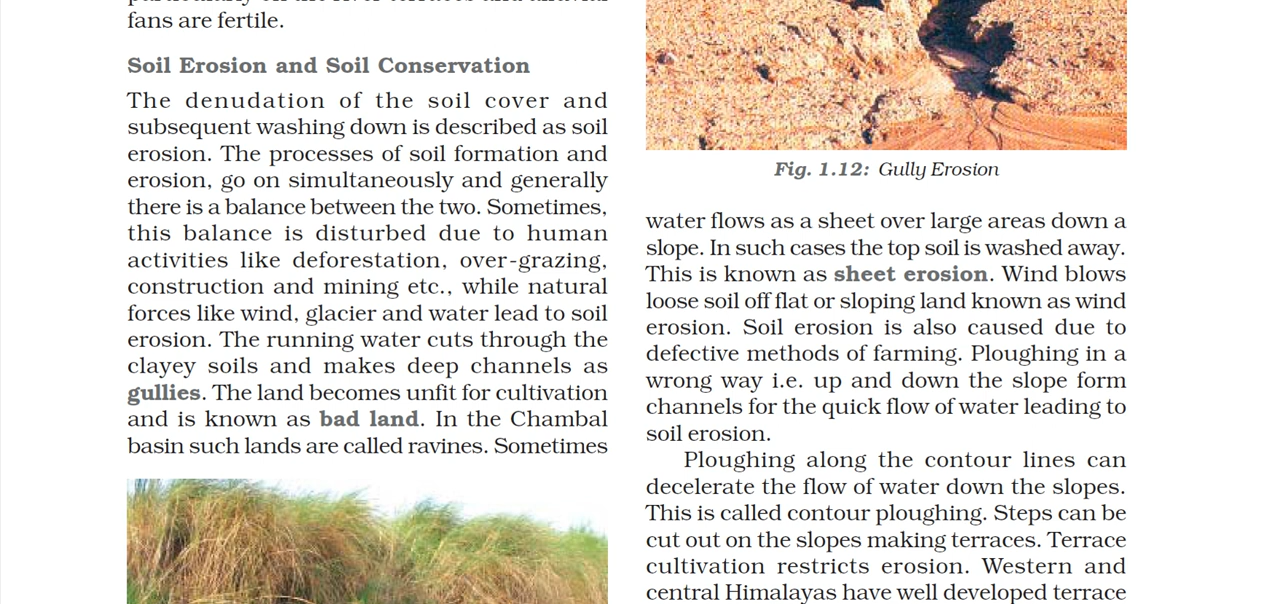 fans are fertile.
Soil Erosion and Soil Conservation
The denudation of the soil cover and
subsequent washing down is described as soil
erosion. The processes of soil formation and
erosion, go on simultaneously and generally
there is a balance between the two. Sometimes,
this balance is disturbed due to human
activities like deforestation, over-grazing,
construction and mining etc., while natural
forces like wind, glacier and water lead to soil
erosion. The running water cuts through the
clayey soils and makes deep channels as
gullies. The land becomes unfit for cultivation
and is known as bad land. In the Chambal
basin such lands are called ravines. Sometimes
Fig. 1.12: Gully Erosion
water flows as a sheet over large areas down a
slope. In such cases the top soil is washed away.
This is known as sheet erosion. Wind blows
loose soil off flat or sloping land known as wind
erosion. Soil erosion is also caused due to
defective methods of farming. Ploughing in a
wrong way i.e. up and down the slope form
channels for the quick flow of water leading to
soil erosion.
Ploughing along the contour lines can
decelerate the flow of water down the slopes.
This is called contour ploughing. Steps can be
cut out on the slopes making terraces. Terrace
cultivation restricts erosion. Western and
central Himalayas have well developed terrace